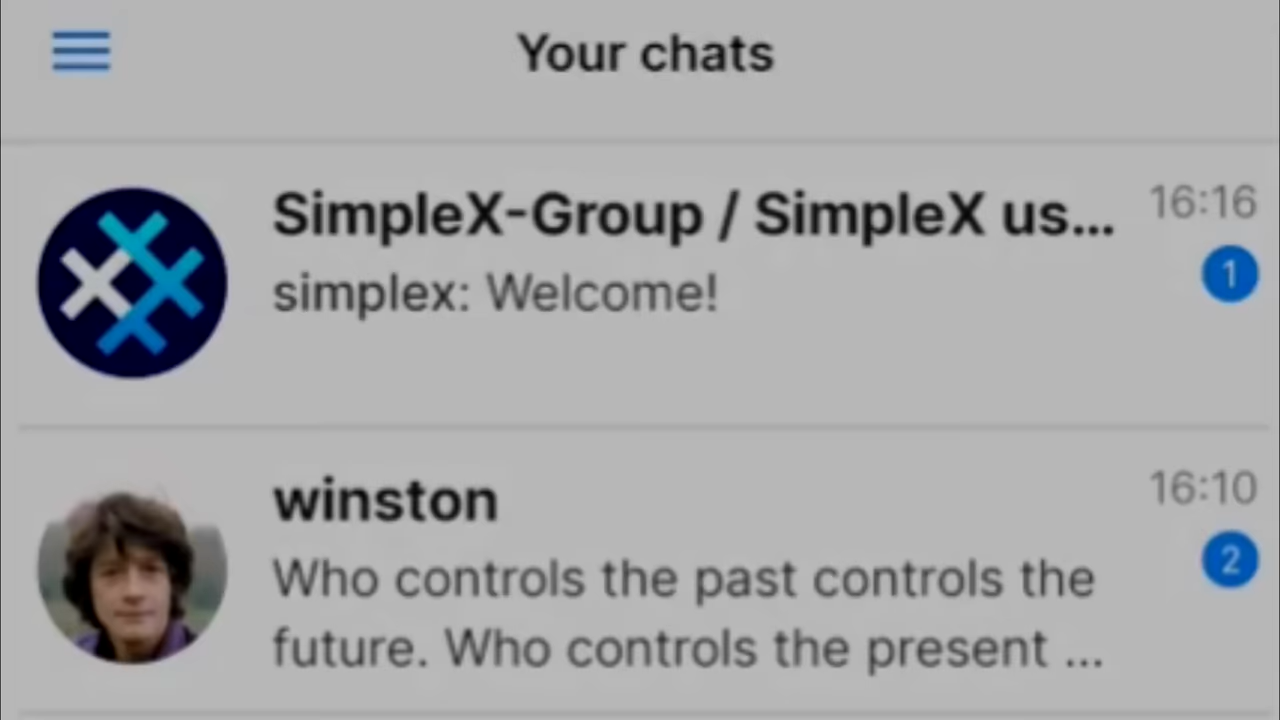 Your chats
SimpleX-Group / SimpleX us...
16:16
simplex: Welcome!
1
winston
16:10
Who controls the past controls the
2
future. Who controls the present ...